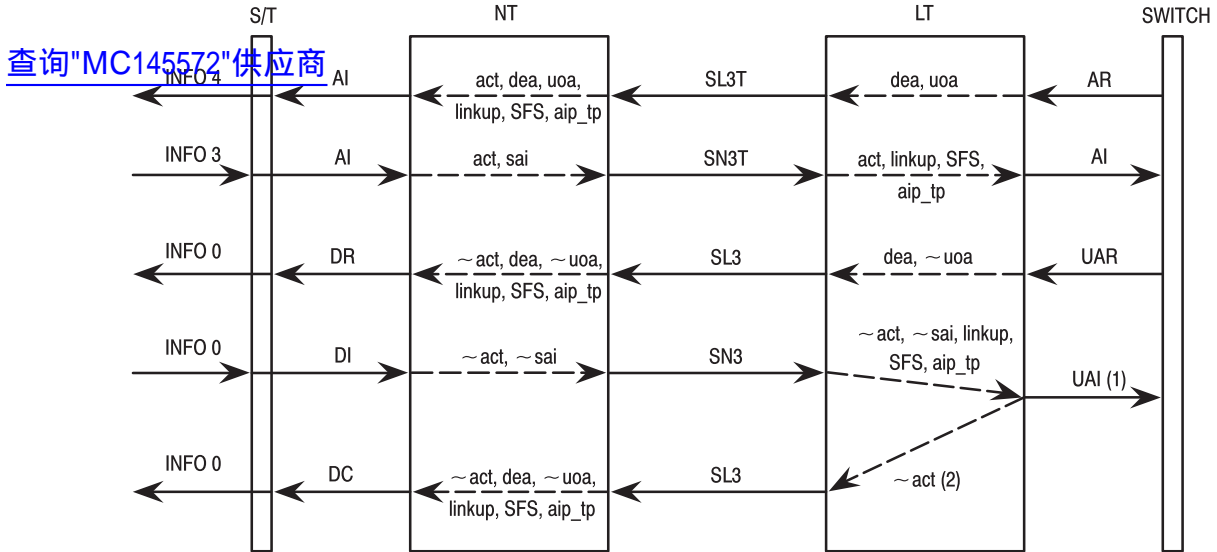 S/T NT LT SWITCH
查询"MC145572"供应商
INFO 4 AI act, dea, uoa, SL3T dea, uoa AR
linkup, SFS, aip_tp
INFO 3 AI act, sai SN3T act, linkup, SFS, AI
aip_tp
INFO 0 DR ~act, dea, ~uoa, SL3 dea, ~uoa UAR
linkup, SFS, aip_tp
~act, ~sai, linkup,
INFO 0 DI ~act, ~sai SN3 SFS, aip_tp
UAI (1)
INFO 0 DC ~act, dea, ~uoa, SL3 ~act (2)
linkup, SFS, aip_tp